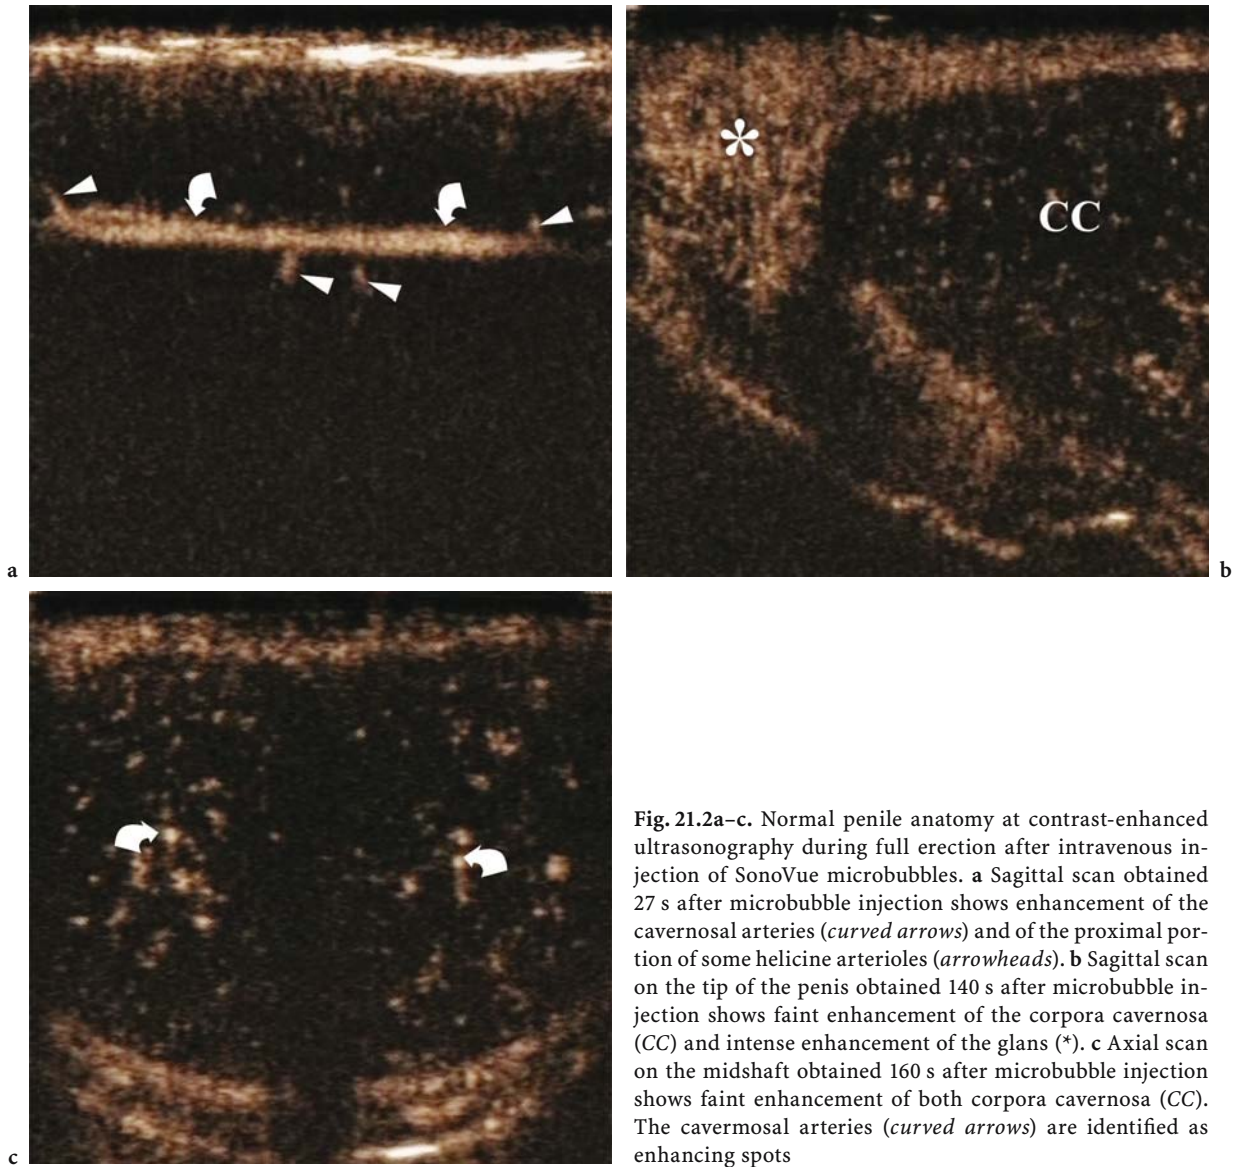 a
*
CC
b
c
Fig. 21.2a–c. Normal penile anatomy at contrast-enhanced
ultrasonography during full erection after intravenous in-
jection of SonoVue microbubbles. a Sagittal scan obtained
27 s after microbubble injection shows enhancement of the
cavernosal arteries (curved arrows) and of the proximal por-
tion of some helicine arterioles (arrowheads). b Sagittal scan
on the tip of the penis obtained 140 s after microbubble in-
jection shows faint enhancement of the corpora cavernosa
(CC) and intense enhancement of the glans (*). c Axial scan
on the midshaft obtained 160 s after microbubble injection
shows faint enhancement of both corpora cavernosa (CC).
The cavermosal arteries (curved arrows) are identified as
enhancing spots